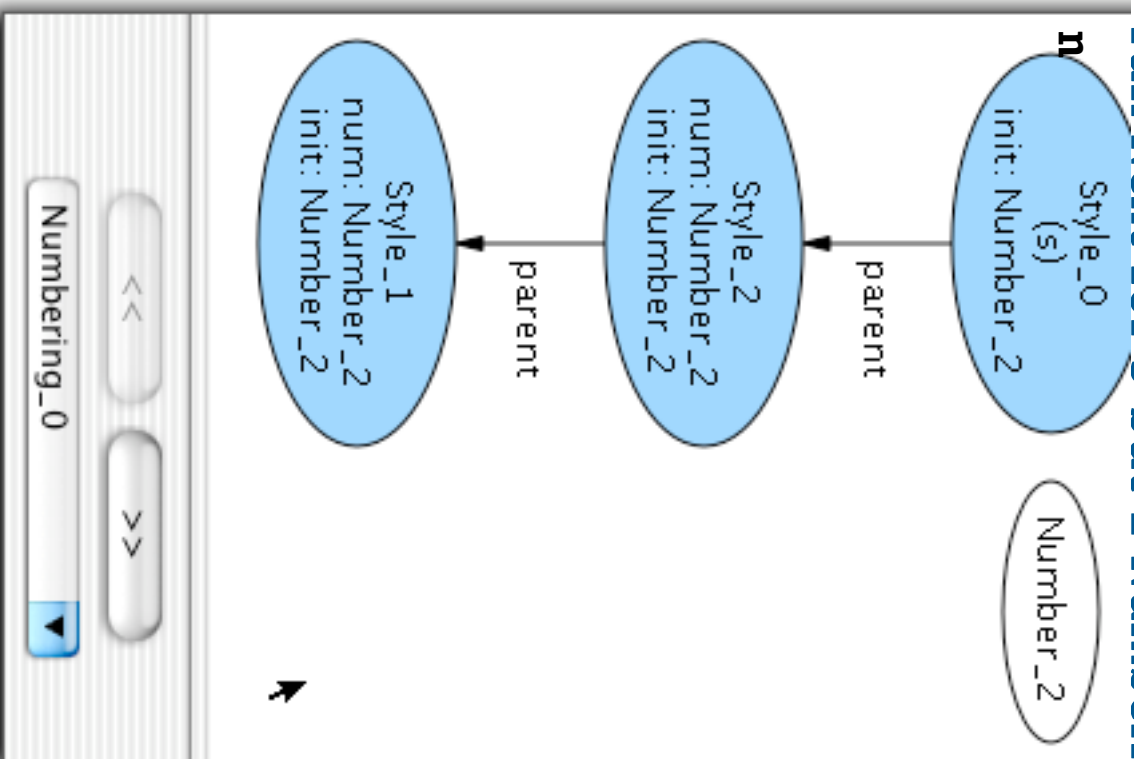 n
Style_0
(s)
init: Number_2
Number_2
parent
Style_2
num: Number_2
init: Number_2
parent
Style_1
num: Number_2
init: Number_2
<< >>
Numbering_0